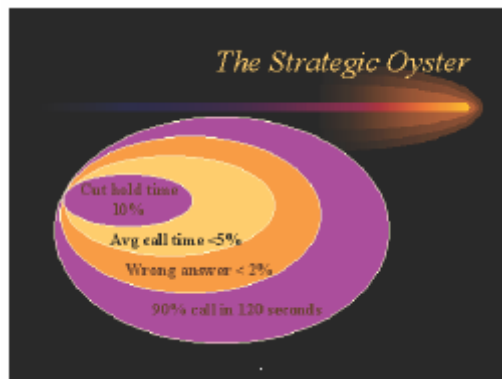 The Strategic Oyster
Cut hold time
10%
Avg call time <5%
Wrong answer < 2%
90% call in 120 seconds